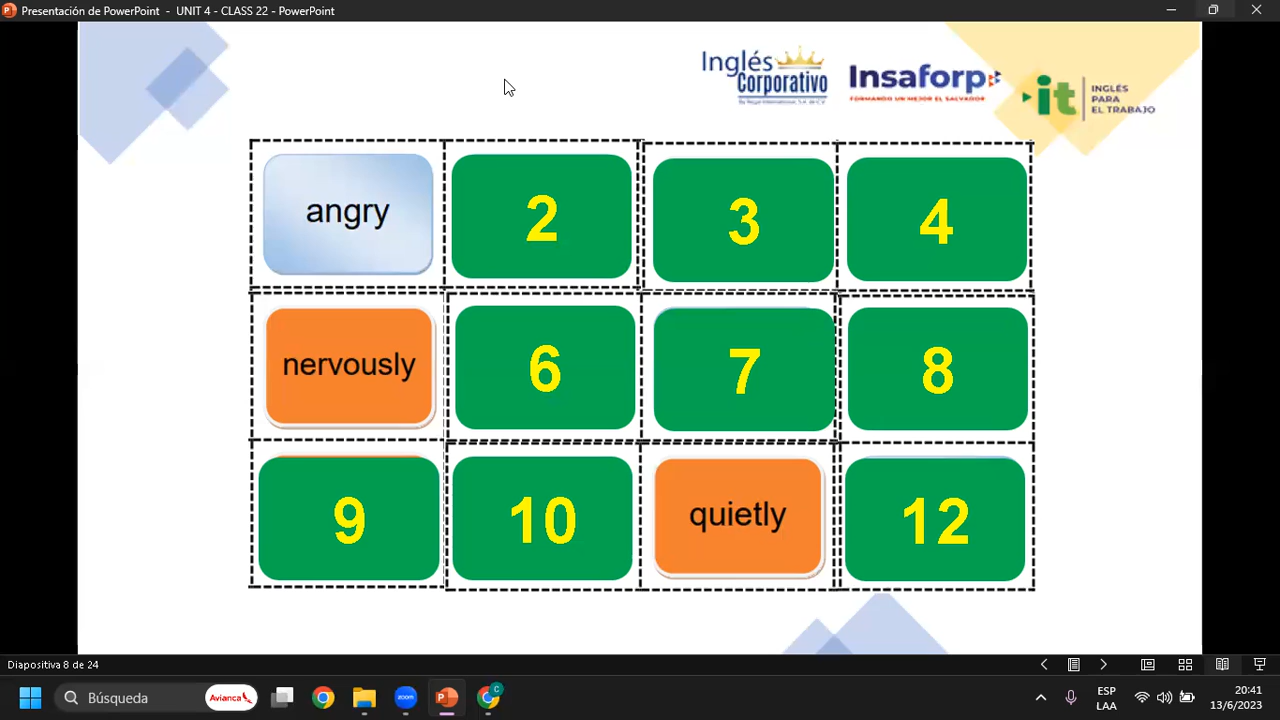 Presentación de PowerPoint - UNIT 4 - CLASS 22 - PowerPoint
Inglés
Corporativo
Insaforp
FORMANDO UN MEJOR EL SALVADOR
it
INGLÉS
PARA
EL TRABAJO
angry
2
3
4
nervously
6
7
8
9
10
quietly
12
Diapositiva 8 de 24
Búsqueda
Avianca
zoom
C
ESP
LAA
20:41
13/6/2023